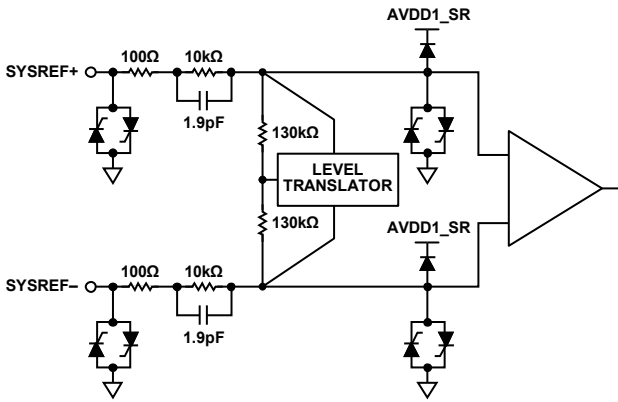 AVDD1_SR
100Ω
10kΩ
SYSREF+
1.9pF
130kΩ
LEVEL
TRANSLATOR
130kΩ
AVDD1_SR
100Ω
10kΩ
SYSREF–
1.9pF